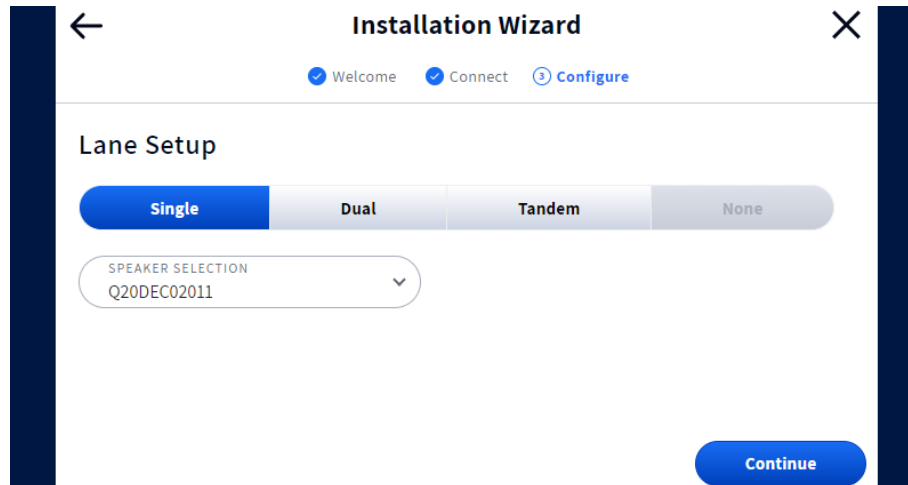 Installation Wizard
Welcome Connect 3 Configure
Lane Setup
Single Dual Tandem None
SPEAKER SELECTION
Q20DEC02011
Continue